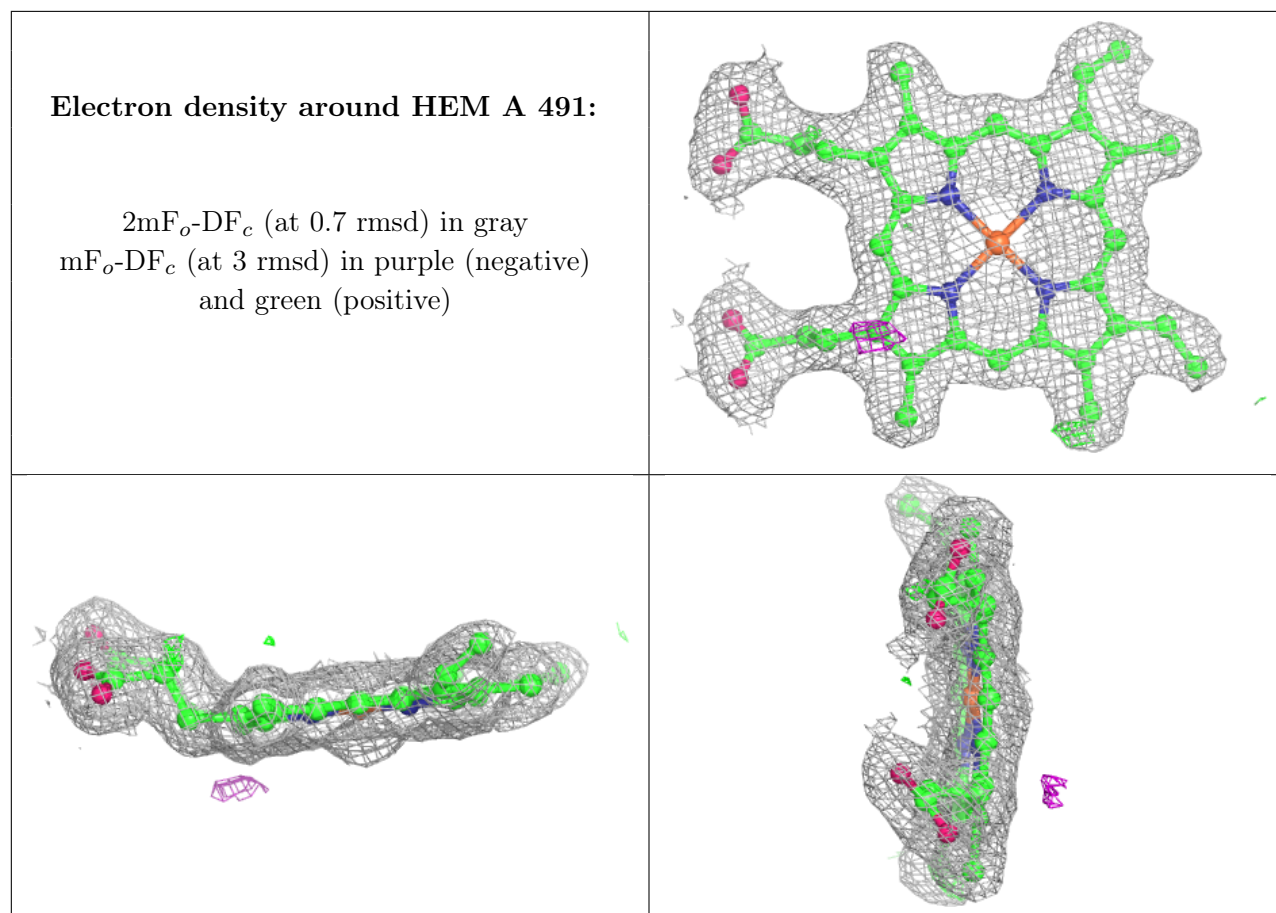 Electron density around HEM A 491:
2mFo-DFc (at 0.7 rmsd) in gray
mFo-DFc (at 3 rmsd) in purple (negative)
and green (positive)